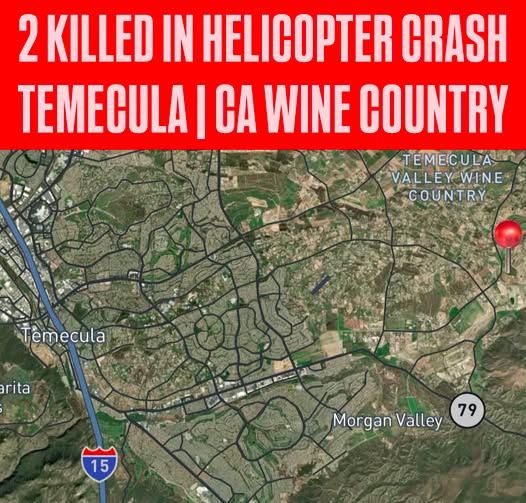 2 KILLED IN HELICOPTER CRASH
TEMECULA | CA WINE COUNTRY
TEMECULA
VALLEY WINE
COUNTRY
Temecula
arita
s
Morgan Valley
79
15